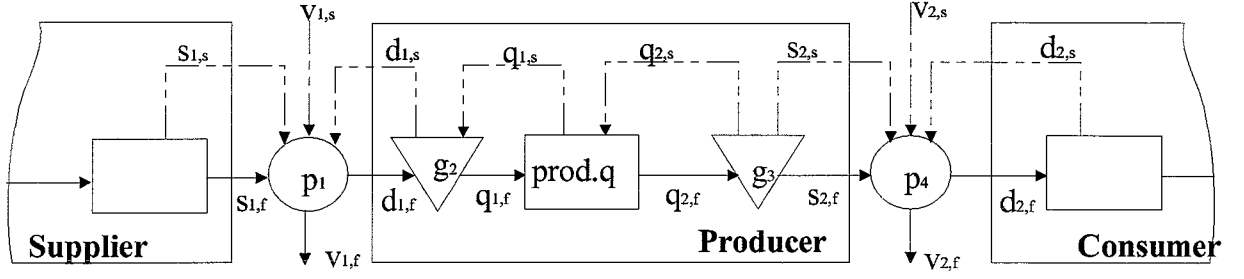 v1,s
v2,s
s1,s
d1,s
q1,s
q2,s
s2,s
d2,s
p1
g2
prod.q
g3
p4
s1,f
d1,f
q1,f
q2,f
s2,f
d2,f
Supplier
v1,f
Producer
v2,f
Consumer